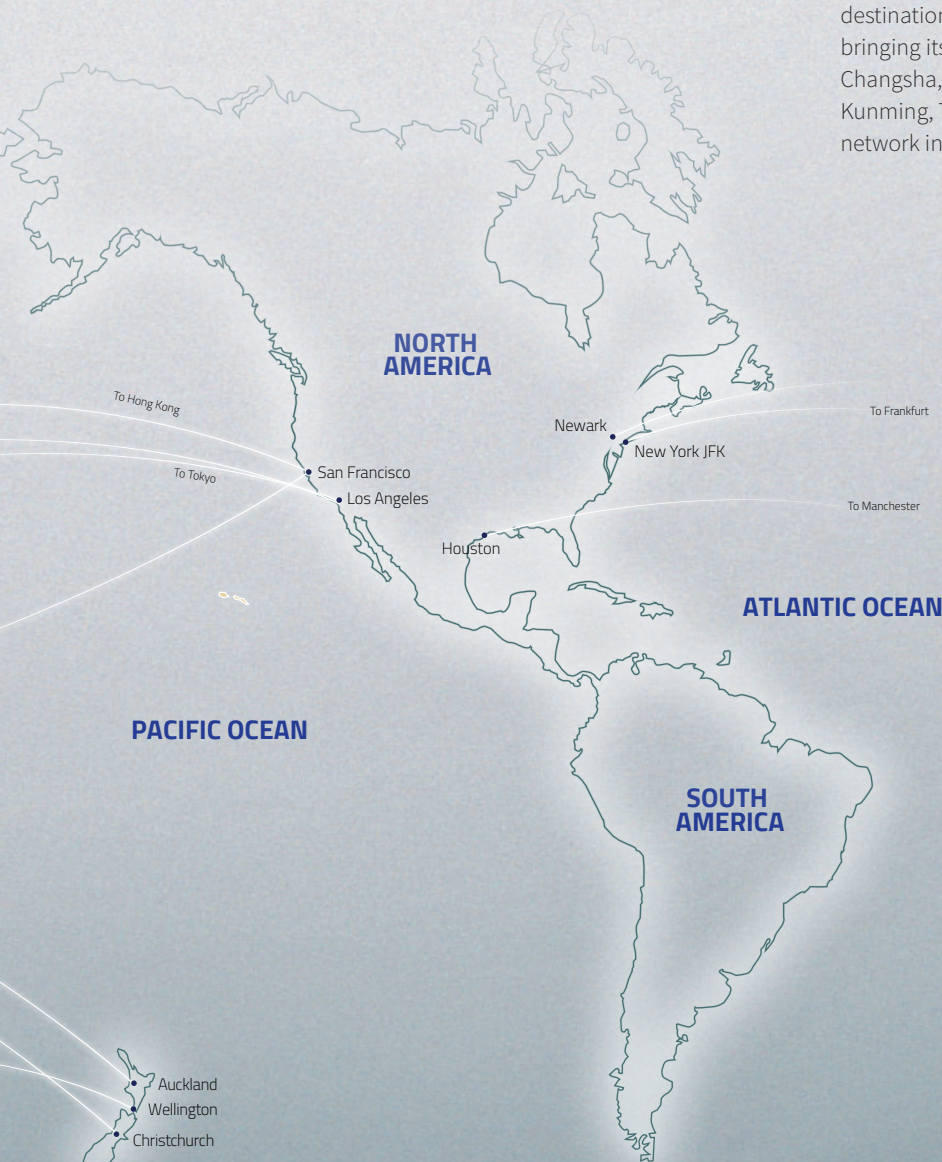 destination
bringing its
Changsha,
Kunming, T
network in
NORTH
AMERICA
To Hong Kong
To Frankfurt
Newark
New York JFK
San Francisco
To Tokyo
Los Angeles
To Manchester
Houston
ATLANTIC OCEAN
PACIFIC OCEAN
SOUTH
AMERICA
Auckland
Wellington
Christchurch